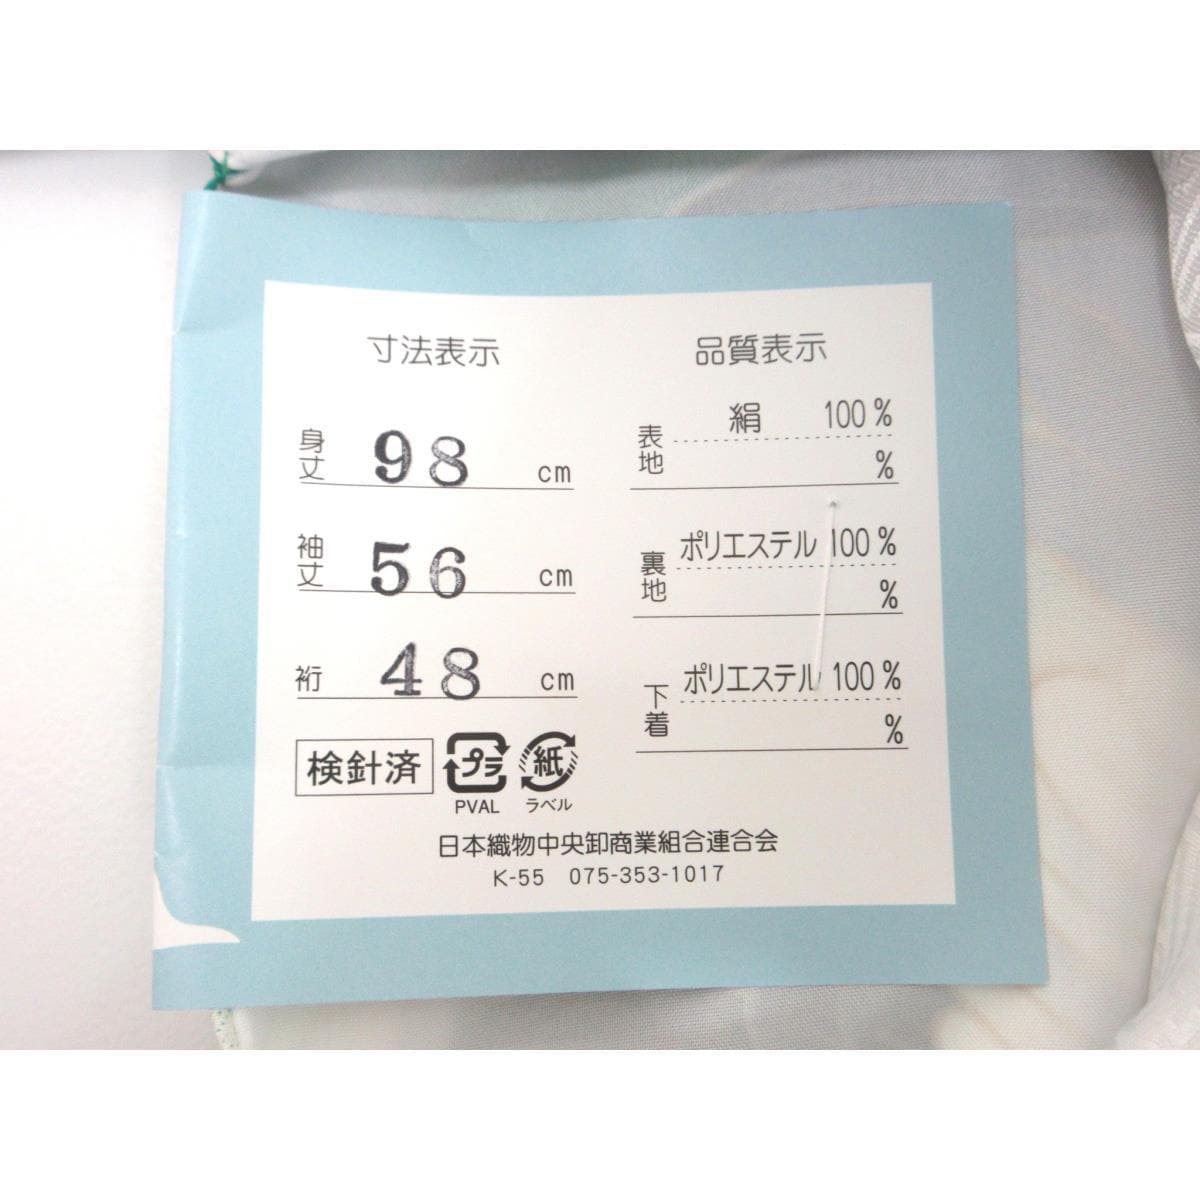 寸法表示
身丈 98 cm
袖丈 56 cm
裄 48 cm
検針済
プラ
PVAL
紙
ラベル
品質表示
表地 絹 100%
%
裏地 ポリエステル 100%
%
下着 ポリエステル 100%
%
日本織物中央卸商業組合連合会
K-55 075-353-1017